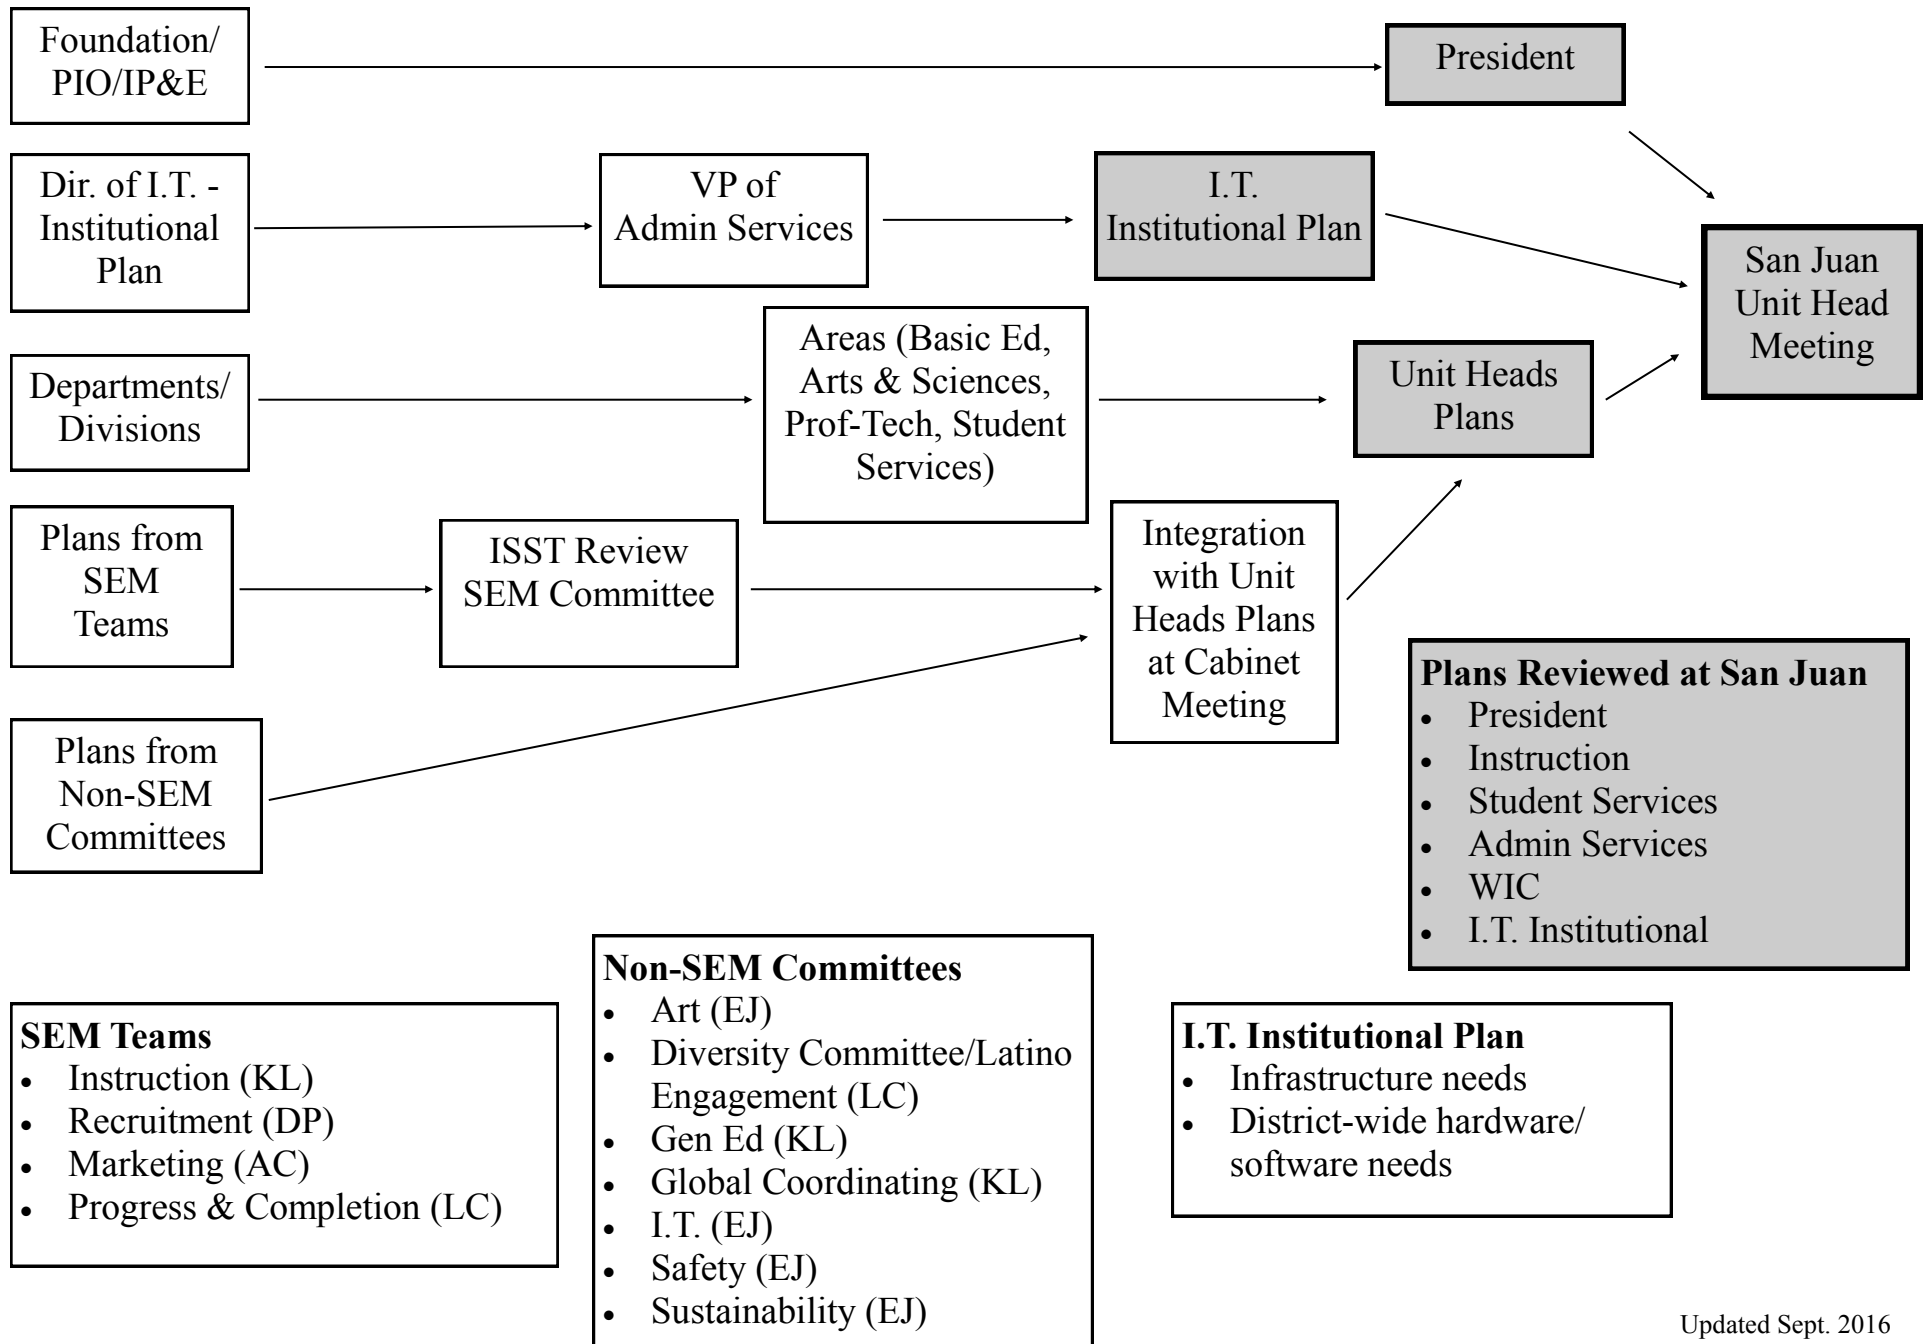 Foundation/
PIO/IP&E
President
Dir. of I.T. -
Institutional
Plan
VP of
Admin Services
I.T.
Institutional Plan
San Juan
Unit Head
Meeting
Departments/
Divisions
Areas (Basic Ed,
Arts & Sciences,
Prof-Tech, Student
Services)
Unit Heads
Plans
Plans from
SEM
Teams
ISST Review
SEM Committee
Integration
with Unit
Heads Plans
at Cabinet
Meeting
Plans from
Non-SEM
Committees
Plans Reviewed at San Juan
• President
• Instruction
• Student Services
• Admin Services
• WIC
• I.T. Institutional
SEM Teams
• Instruction (KL)
• Recruitment (DP)
• Marketing (AC)
• Progress & Completion (LC)
Non-SEM Committees
• Art (EJ)
• Diversity Committee/Latino
Engagement (LC)
• Gen Ed (KL)
• Global Coordinating (KL)
• I.T. (EJ)
• Safety (EJ)
• Sustainability (EJ)
I.T. Institutional Plan
• Infrastructure needs
• District-wide hardware/
software needs
Updated Sept. 2016